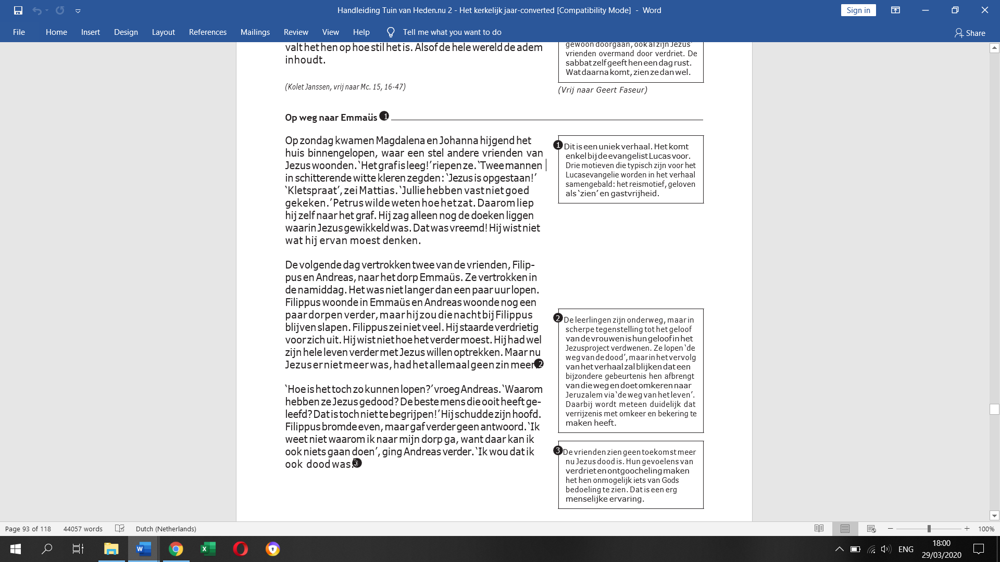 Handleiding Tuin van Heden.nu 2 - Het kerkelijk jaar-converted [Compatibility Mode] - Word
Sign in
File Home Insert Design Layout References Mailings Review View Help Tell me what you want to do
Share
valt het hen op hoe stil het is. Alsof de hele wereld de adem
inhoudt.
(Kolet Janssen, vrij naar Mc. 15, 16-47)
gewoon doorgaan, ook al zijn Jezus'
vrienden overmand door verdriet. De
sabbat zelf geeft hen een dag rust.
Wat daarna komt, zien ze dan wel.
(Vrij naar Geert Faseur)
Op weg naar Emmaüs 1
Op zondag kwamen Magdalena en Johanna hijgend het
huis binnengelopen, waar een stel andere vrienden van
Jezus woonden. ‘Het graf is leeg!’ riepen ze. ‘Twee mannen
in schitterende witte kleren zegden: ‘Jezus is opgestaan!’
‘Kletspraat’, zei Mattias. ‘Jullie hebben vast niet goed
gekeken.’ Petrus wilde weten hoe het zat. Daarom liep
hij zelf naar het graf. Hij zag alleen nog de doeken liggen
waarin Jezus gewikkeld was. Dat was vreemd! Hij wist niet
wat hij ervan moest denken.
De volgende dag vertrokken twee van de vrienden, Filip-
pus en Andreas, naar het dorp Emmaüs. Ze vertrokken in
de namiddag. Het was niet langer dan een paar uur lopen.
Filippus woonde in Emmaüs en Andreas woonde nog een
paar dorpen verder, maar hij zou die nacht bij Filippus
blijven slapen. Filippus zei niet veel. Hij staarde verdrietig
voor zich uit. Hij wist niet hoe het verder moest. Hij had wel
zijn hele leven verder met Jezus willen optrekken. Maar nu
Jezus er niet meer was, had het allemaal geen zin meer. 2
‘Hoe is het toch zo kunnen lopen?’ vroeg Andreas. ‘Waarom
hebben ze Jezus gedood? De beste mens die ooit heeft ge-
leefd? Dat is toch niet te begrijpen!’ Hij schudde zijn hoofd.
Filippus bromde even, maar gaf verder geen antwoord. ‘Ik
weet niet waarom ik naar mijn dorp ga, want daar kan ik
ook niets gaan doen’, ging Andreas verder. ‘Ik wou dat ik
ook dood was.’ 3
1 Dit is een uniek verhaal. Het komt
enkel bij de evangelist Lucas voor.
Drie motieven die typisch zijn voor het
Lucasevangelie worden in het verhaal
samengebald: het reismotief, geloven
als ‘zien’ en gastvrijheid.
2 De leerlingen zijn onderweg, maar in
scherpe tegenstelling tot het geloof
van de vrouwen is hun geloof in het
Jezusproject verdwenen. Ze lopen ‘de
weg van de dood’, maar in het vervolg
van het verhaal zal blijken dat een
bijzondere gebeurtenis hen afbrengt
van die weg en doet omkeren naar
Jeruzalem via ‘de weg van het leven’.
Daarbij wordt meteen duidelijk dat
verrijzenis met omkeer en bekering te
maken heeft.
3 De vrienden zien geen toekomst meer
nu Jezus dood is. Hun gevoelens van
verdriet en ontgoocheling maken
het hen onmogelijk iets van Gods
bedoeling te zien. Dat is een erg
menselijke ervaring.
Page 93 of 118 44057 words Dutch (Netherlands) 100%
ENG
18:00
29/03/2020